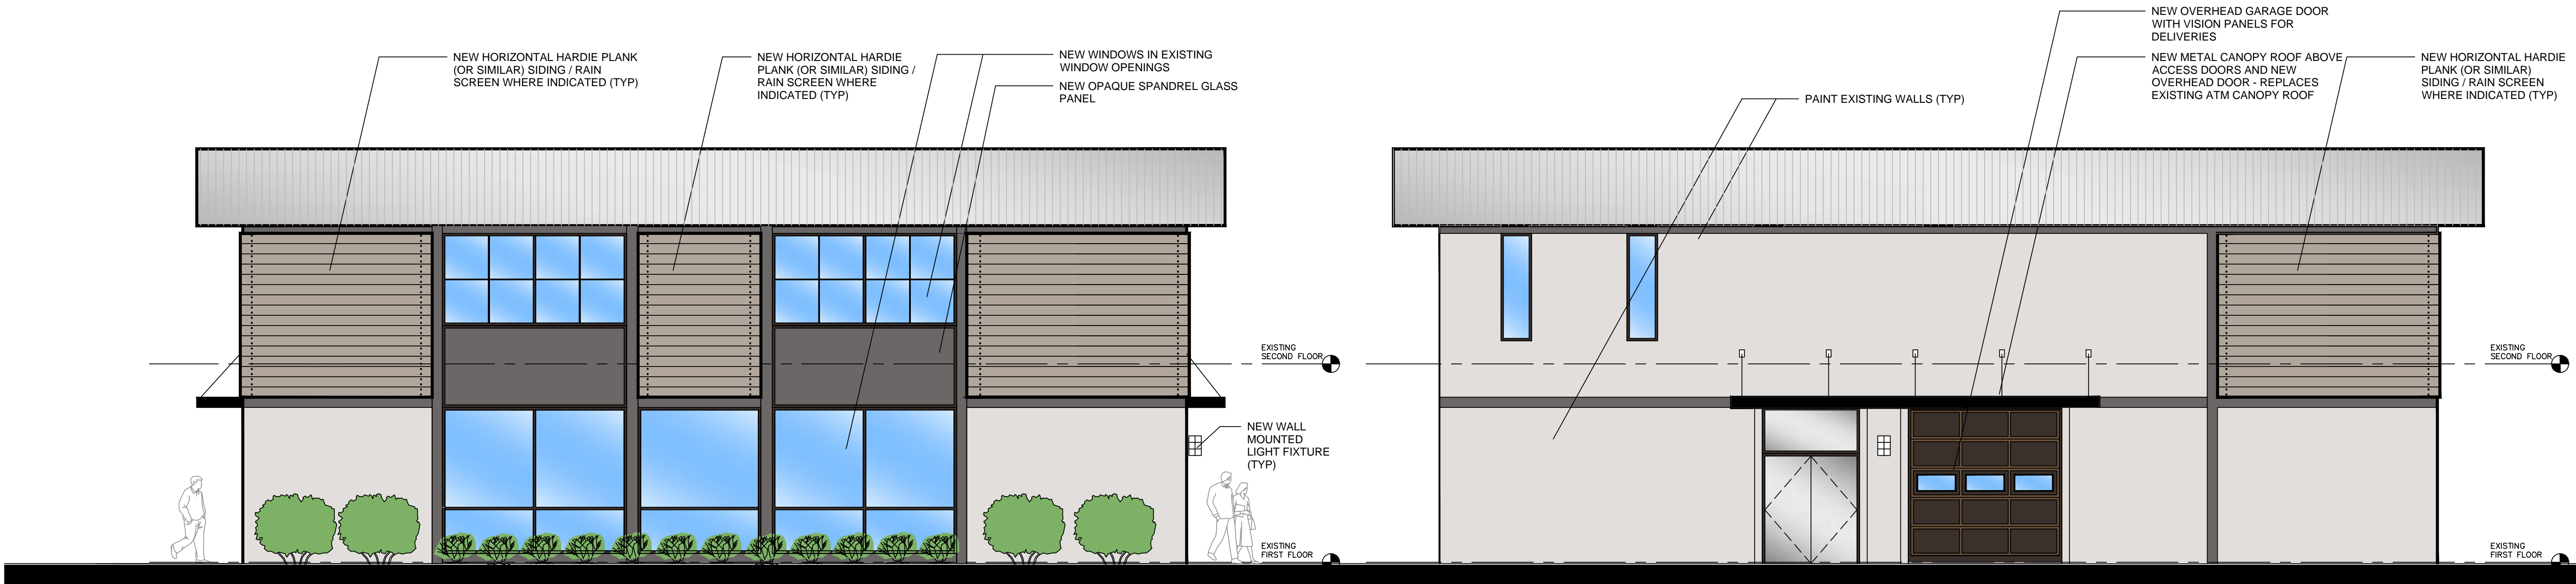 NEW HORIZONTAL HARDIE PLANK
(OR SIMILAR) SIDING / RAIN
SCREEN WHERE INDICATED (TYP)
NEW HORIZONTAL HARDIE
PLANK (OR SIMILAR) SIDING /
RAIN SCREEN WHERE
INDICATED (TYP)
NEW WINDOWS IN EXISTING
WINDOW OPENINGS
NEW OPAQUE SPANDREL GLASS
PANEL
EXISTING
SECOND FLOOR
NEW WALL
MOUNTED
LIGHT FIXTURE
(TYP)
EXISTING
FIRST FLOOR
PAINT EXISTING WALLS (TYP)
NEW OVERHEAD GARAGE DOOR
WITH VISION PANELS FOR
DELIVERIES
NEW METAL CANOPY ROOF ABOVE
ACCESS DOORS AND NEW
OVERHEAD DOOR - REPLACES
EXISTING ATM CANOPY ROOF
NEW HORIZONTAL HARDIE
PLANK (OR SIMILAR)
SIDING / RAIN SCREEN
WHERE INDICATED (TYP)
EXISTING
SECOND FLOOR
EXISTING
FIRST FLOOR